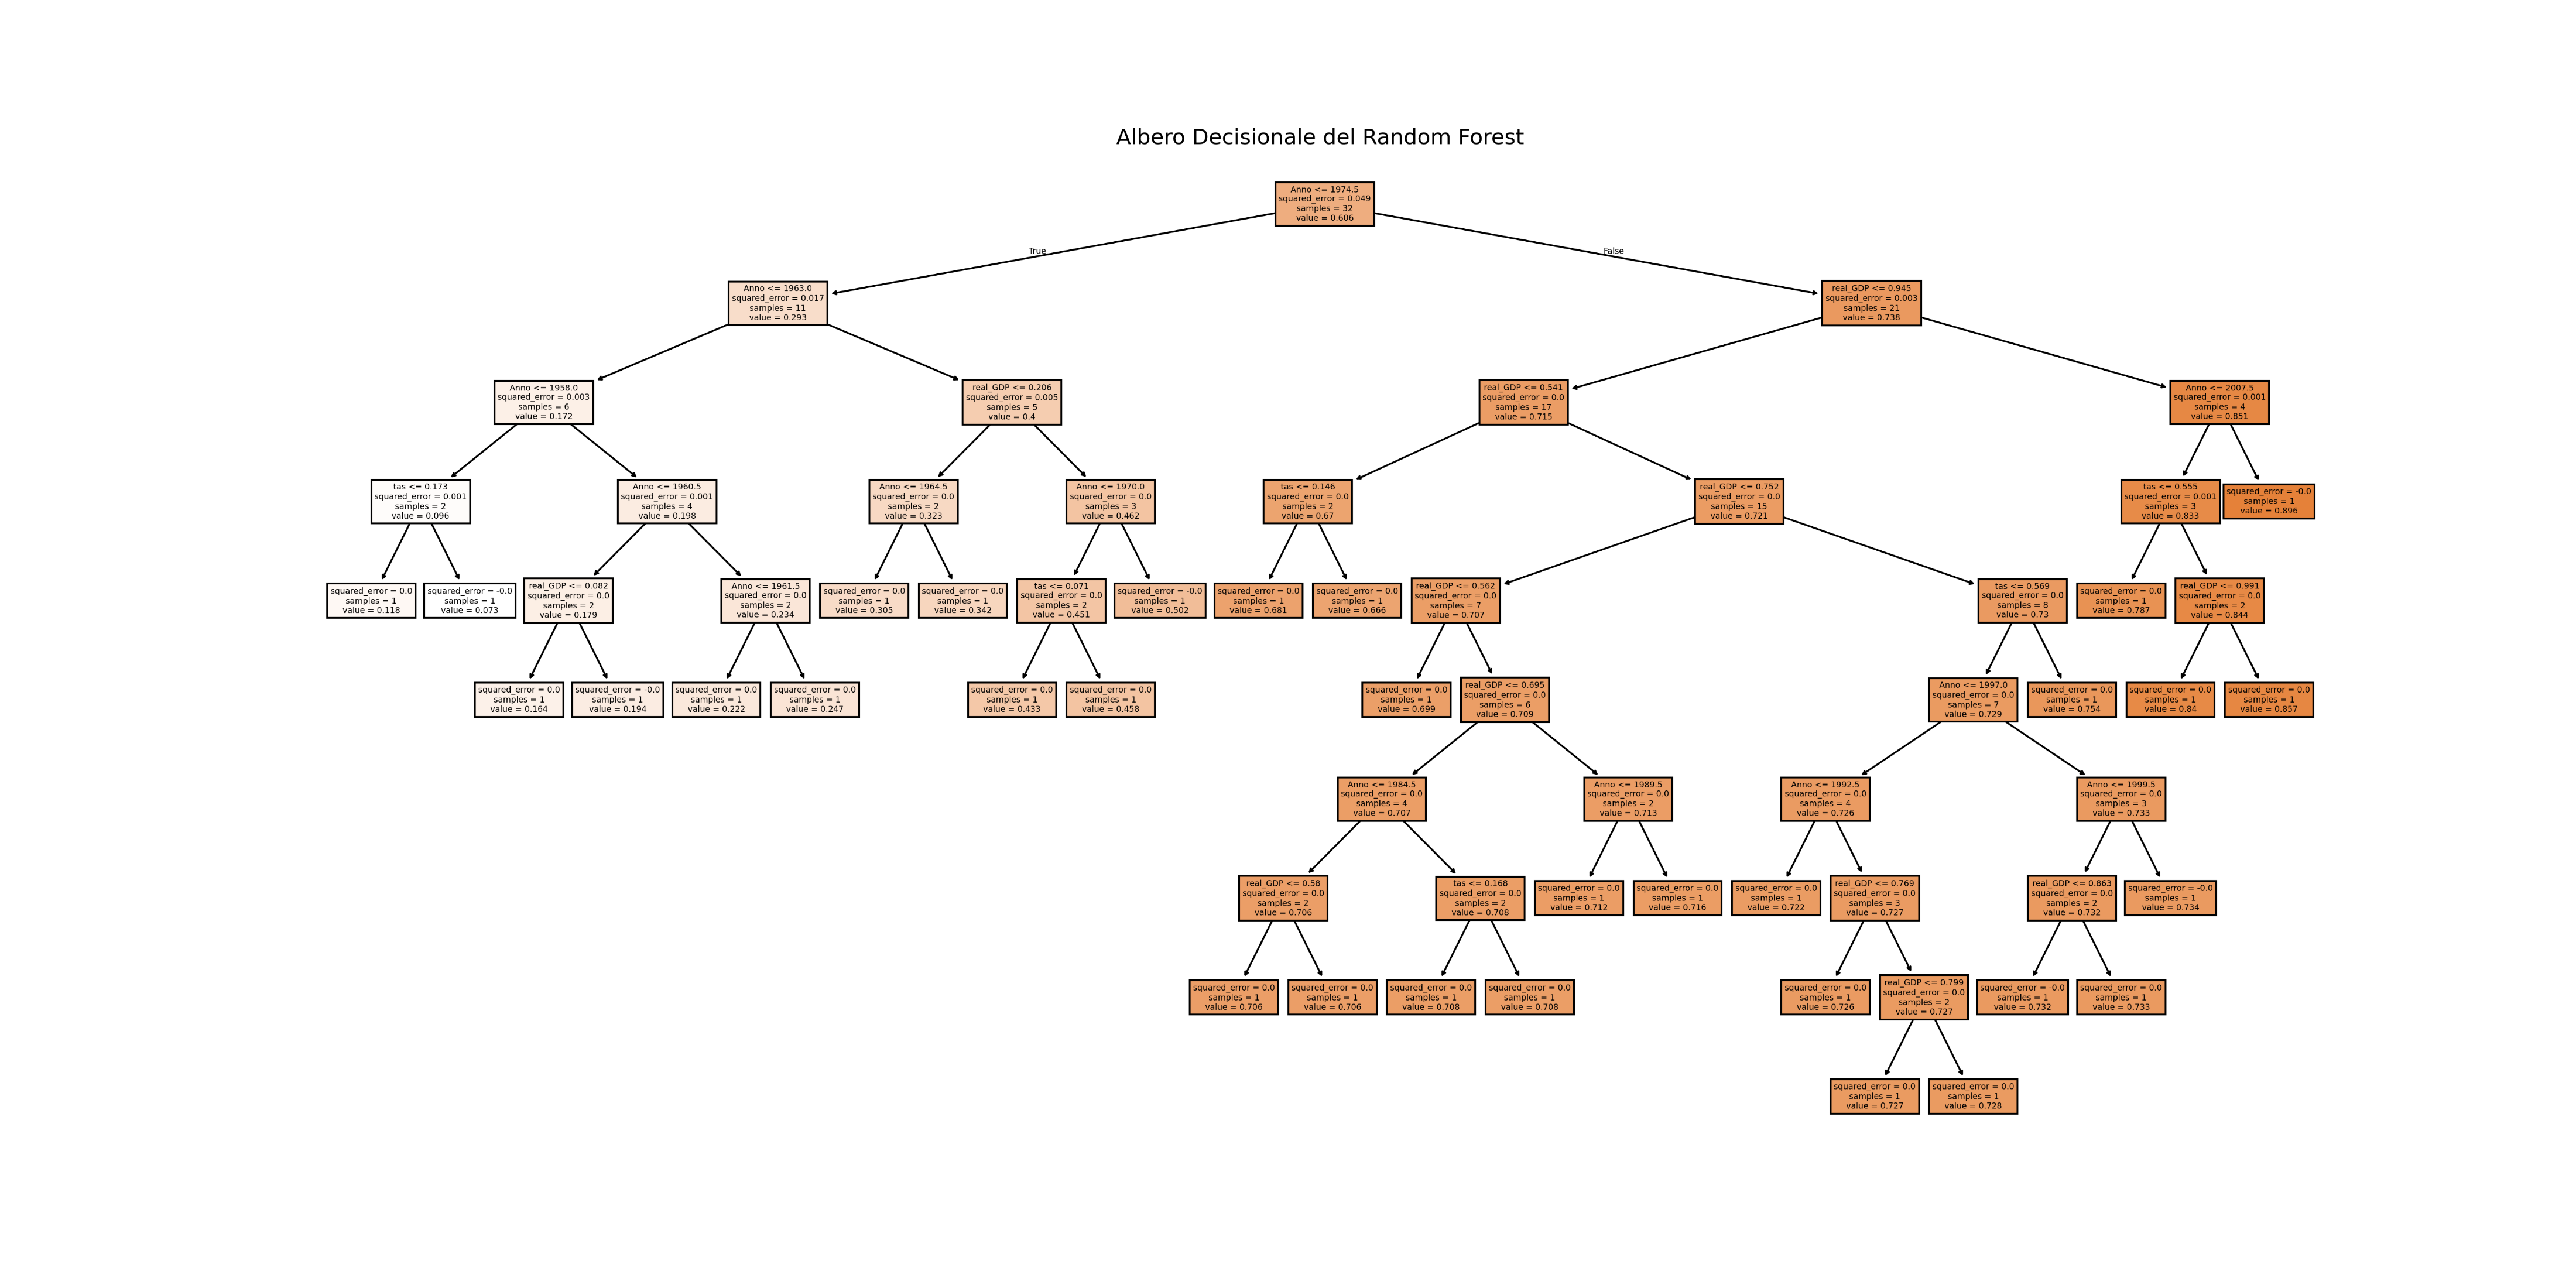 Albero Decisionale del Random Forest
Anno <= 1974.5
squared_error = 0.049
samples = 32
value = 0.606
True
False
Anno <= 1963.0
squared_error = 0.017
samples = 11
value = 0.293
real_GDP <= 0.945
squared_error = 0.003
samples = 21
value = 0.738
Anno <= 1958.0
squared_error = 0.003
samples = 6
value = 0.172
real_GDP <= 0.206
squared_error = 0.005
samples = 5
value = 0.4
real_GDP <= 0.541
squared_error = 0.0
samples = 17
value = 0.715
Anno <= 2007.5
squared_error = 0.001
samples = 4
value = 0.851
tas <= 0.173
squared_error = 0.001
samples = 2
value = 0.096
Anno <= 1960.5
squared_error = 0.001
samples = 4
value = 0.198
Anno <= 1964.5
squared_error = 0.0
samples = 2
value = 0.323
Anno <= 1970.0
squared_error = 0.0
samples = 3
value = 0.462
tas <= 0.146
squared_error = 0.0
samples = 2
value = 0.67
real_GDP <= 0.752
squared_error = 0.0
samples = 15
value = 0.721
tas <= 0.555
squared_error = 0.001
samples = 3
value = 0.833
squared_error = -0.0
samples = 1
value = 0.896
squared_error = 0.0
samples = 1
value = 0.118
squared_error = -0.0
samples = 1
value = 0.073
real_GDP <= 0.082
squared_error = 0.0
samples = 2
value = 0.179
Anno <= 1961.5
squared_error = 0.0
samples = 2
value = 0.234
squared_error = 0.0
samples = 1
value = 0.305
squared_error = 0.0
samples = 1
value = 0.342
tas <= 0.071
squared_error = 0.0
samples = 2
value = 0.451
squared_error = -0.0
samples = 1
value = 0.502
squared_error = 0.0
samples = 1
value = 0.681
squared_error = 0.0
samples = 1
value = 0.666
real_GDP <= 0.562
squared_error = 0.0
samples = 7
value = 0.707
tas <= 0.569
squared_error = 0.0
samples = 8
value = 0.73
squared_error = 0.0
samples = 1
value = 0.787
real_GDP <= 0.991
squared_error = 0.0
samples = 2
value = 0.844
squared_error = 0.0
samples = 1
value = 0.164
squared_error = -0.0
samples = 1
value = 0.194
squared_error = 0.0
samples = 1
value = 0.222
squared_error = 0.0
samples = 1
value = 0.247
squared_error = 0.0
samples = 1
value = 0.433
squared_error = 0.0
samples = 1
value = 0.458
squared_error = 0.0
samples = 1
value = 0.699
real_GDP <= 0.695
squared_error = 0.0
samples = 6
value = 0.709
Anno <= 1997.0
squared_error = 0.0
samples = 7
value = 0.729
squared_error = 0.0
samples = 1
value = 0.754
squared_error = 0.0
samples = 1
value = 0.84
squared_error = 0.0
samples = 1
value = 0.857
Anno <= 1984.5
squared_error = 0.0
samples = 4
value = 0.707
Anno <= 1989.5
squared_error = 0.0
samples = 2
value = 0.713
Anno <= 1992.5
squared_error = 0.0
samples = 4
value = 0.726
Anno <= 1999.5
squared_error = 0.0
samples = 3
value = 0.733
real_GDP <= 0.58
squared_error = 0.0
samples = 2
value = 0.706
tas <= 0.168
squared_error = 0.0
samples = 2
value = 0.708
squared_error = 0.0
samples = 1
value = 0.712
squared_error = 0.0
samples = 1
value = 0.716
squared_error = 0.0
samples = 1
value = 0.722
real_GDP <= 0.769
squared_error = 0.0
samples = 3
value = 0.727
real_GDP <= 0.863
squared_error = 0.0
samples = 2
value = 0.732
squared_error = -0.0
samples = 1
value = 0.734
squared_error = 0.0
samples = 1
value = 0.706
squared_error = 0.0
samples = 1
value = 0.706
squared_error = 0.0
samples = 1
value = 0.708
squared_error = 0.0
samples = 1
value = 0.708
squared_error = 0.0
samples = 1
value = 0.726
real_GDP <= 0.799
squared_error = 0.0
samples = 2
value = 0.727
squared_error = -0.0
samples = 1
value = 0.732
squared_error = 0.0
samples = 1
value = 0.733
squared_error = 0.0
samples = 1
value = 0.727
squared_error = 0.0
samples = 1
value = 0.728